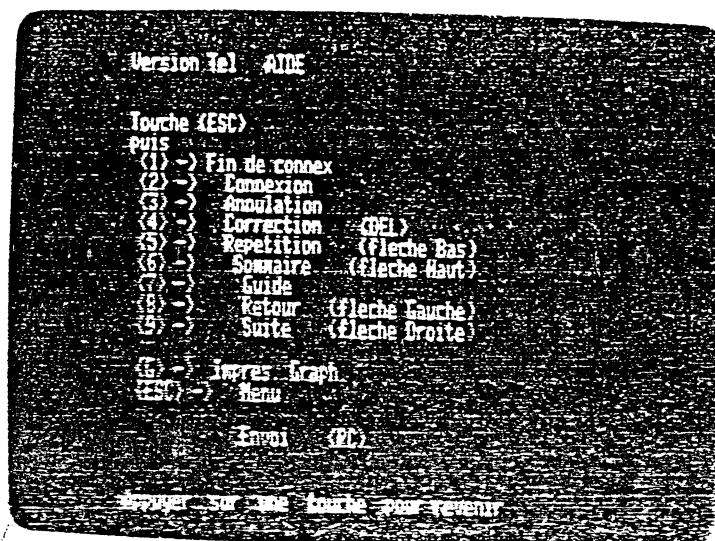 Version Tel AIDE
Touche (ESC)
puis
(1) -) Fin de connex
(2) -) Connexion
(3) -) Annulation
(4) -) Correction (DEL)
(5) -) Repetition (fleche Bas)
(6) -) Sommaire (fleche Haut)
(7) -) Guide
(8) -) Retour (fleche Gauche)
(9) -) Suite (fleche Droite)
(G) -) impres Graph
(ESC) -) Menu
Envoi (RC)
Appuyer sur une touche pour revenir